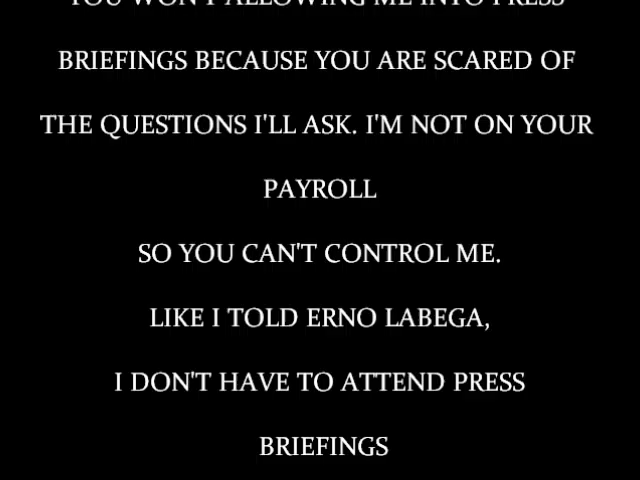 YOU WON'T ALLOWING ME INTO PRESS
BRIEFINGS BECAUSE YOU ARE SCARED OF
THE QUESTIONS I'LL ASK. I'M NOT ON YOUR
PAYROLL
SO YOU CAN'T CONTROL ME.
LIKE I TOLD ERNO LABEGA,
I DON'T HAVE TO ATTEND PRESS
BRIEFINGS